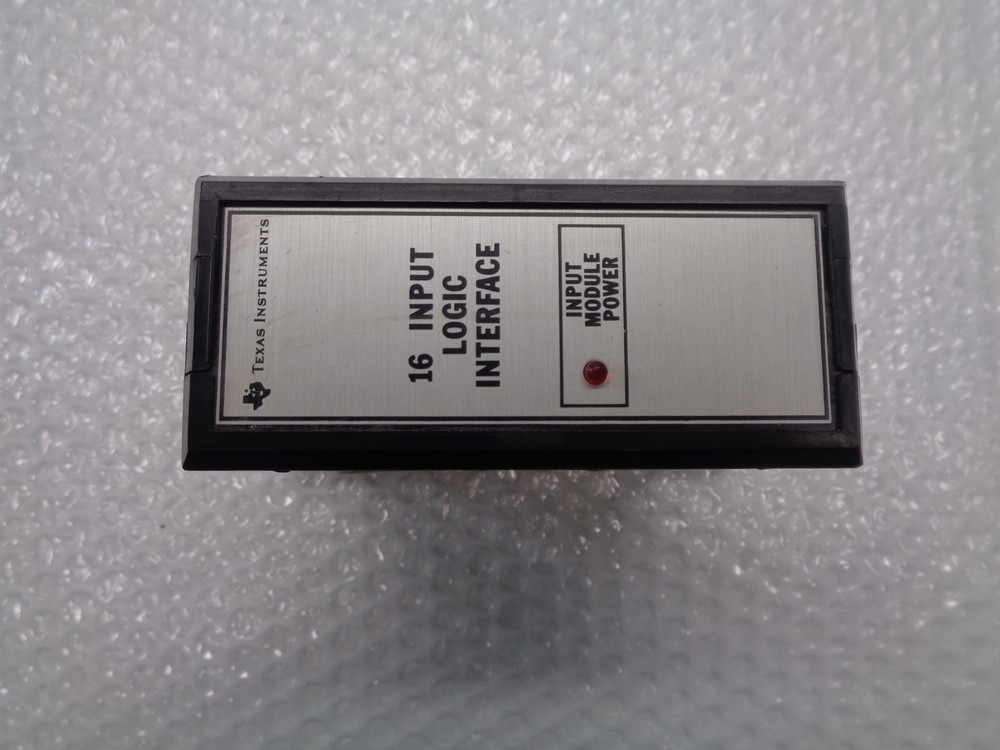 TEXAS INSTRUMENTS
16 INPUT
LOGIC
INTERFACE
INPUT
MODULE
POWER